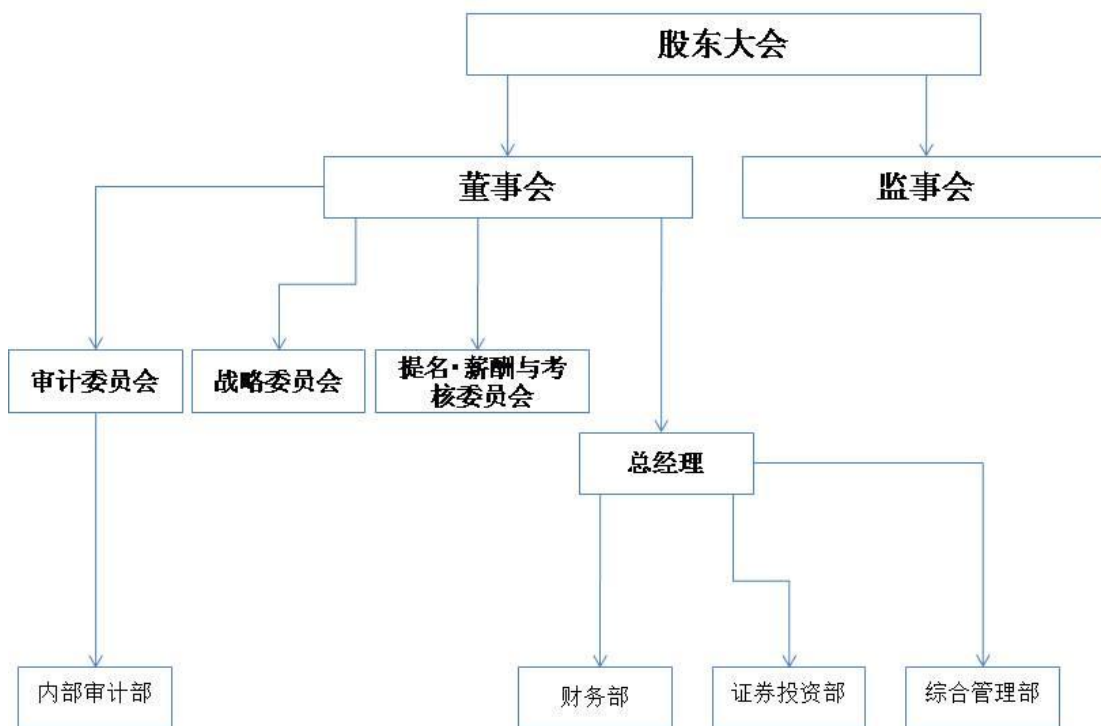 股东大会
董事会
监事会
审计委员会
战略委员会
提名·薪酬与考
核委员会
总经理
内部审计部
财务部
证券投资部
综合管理部